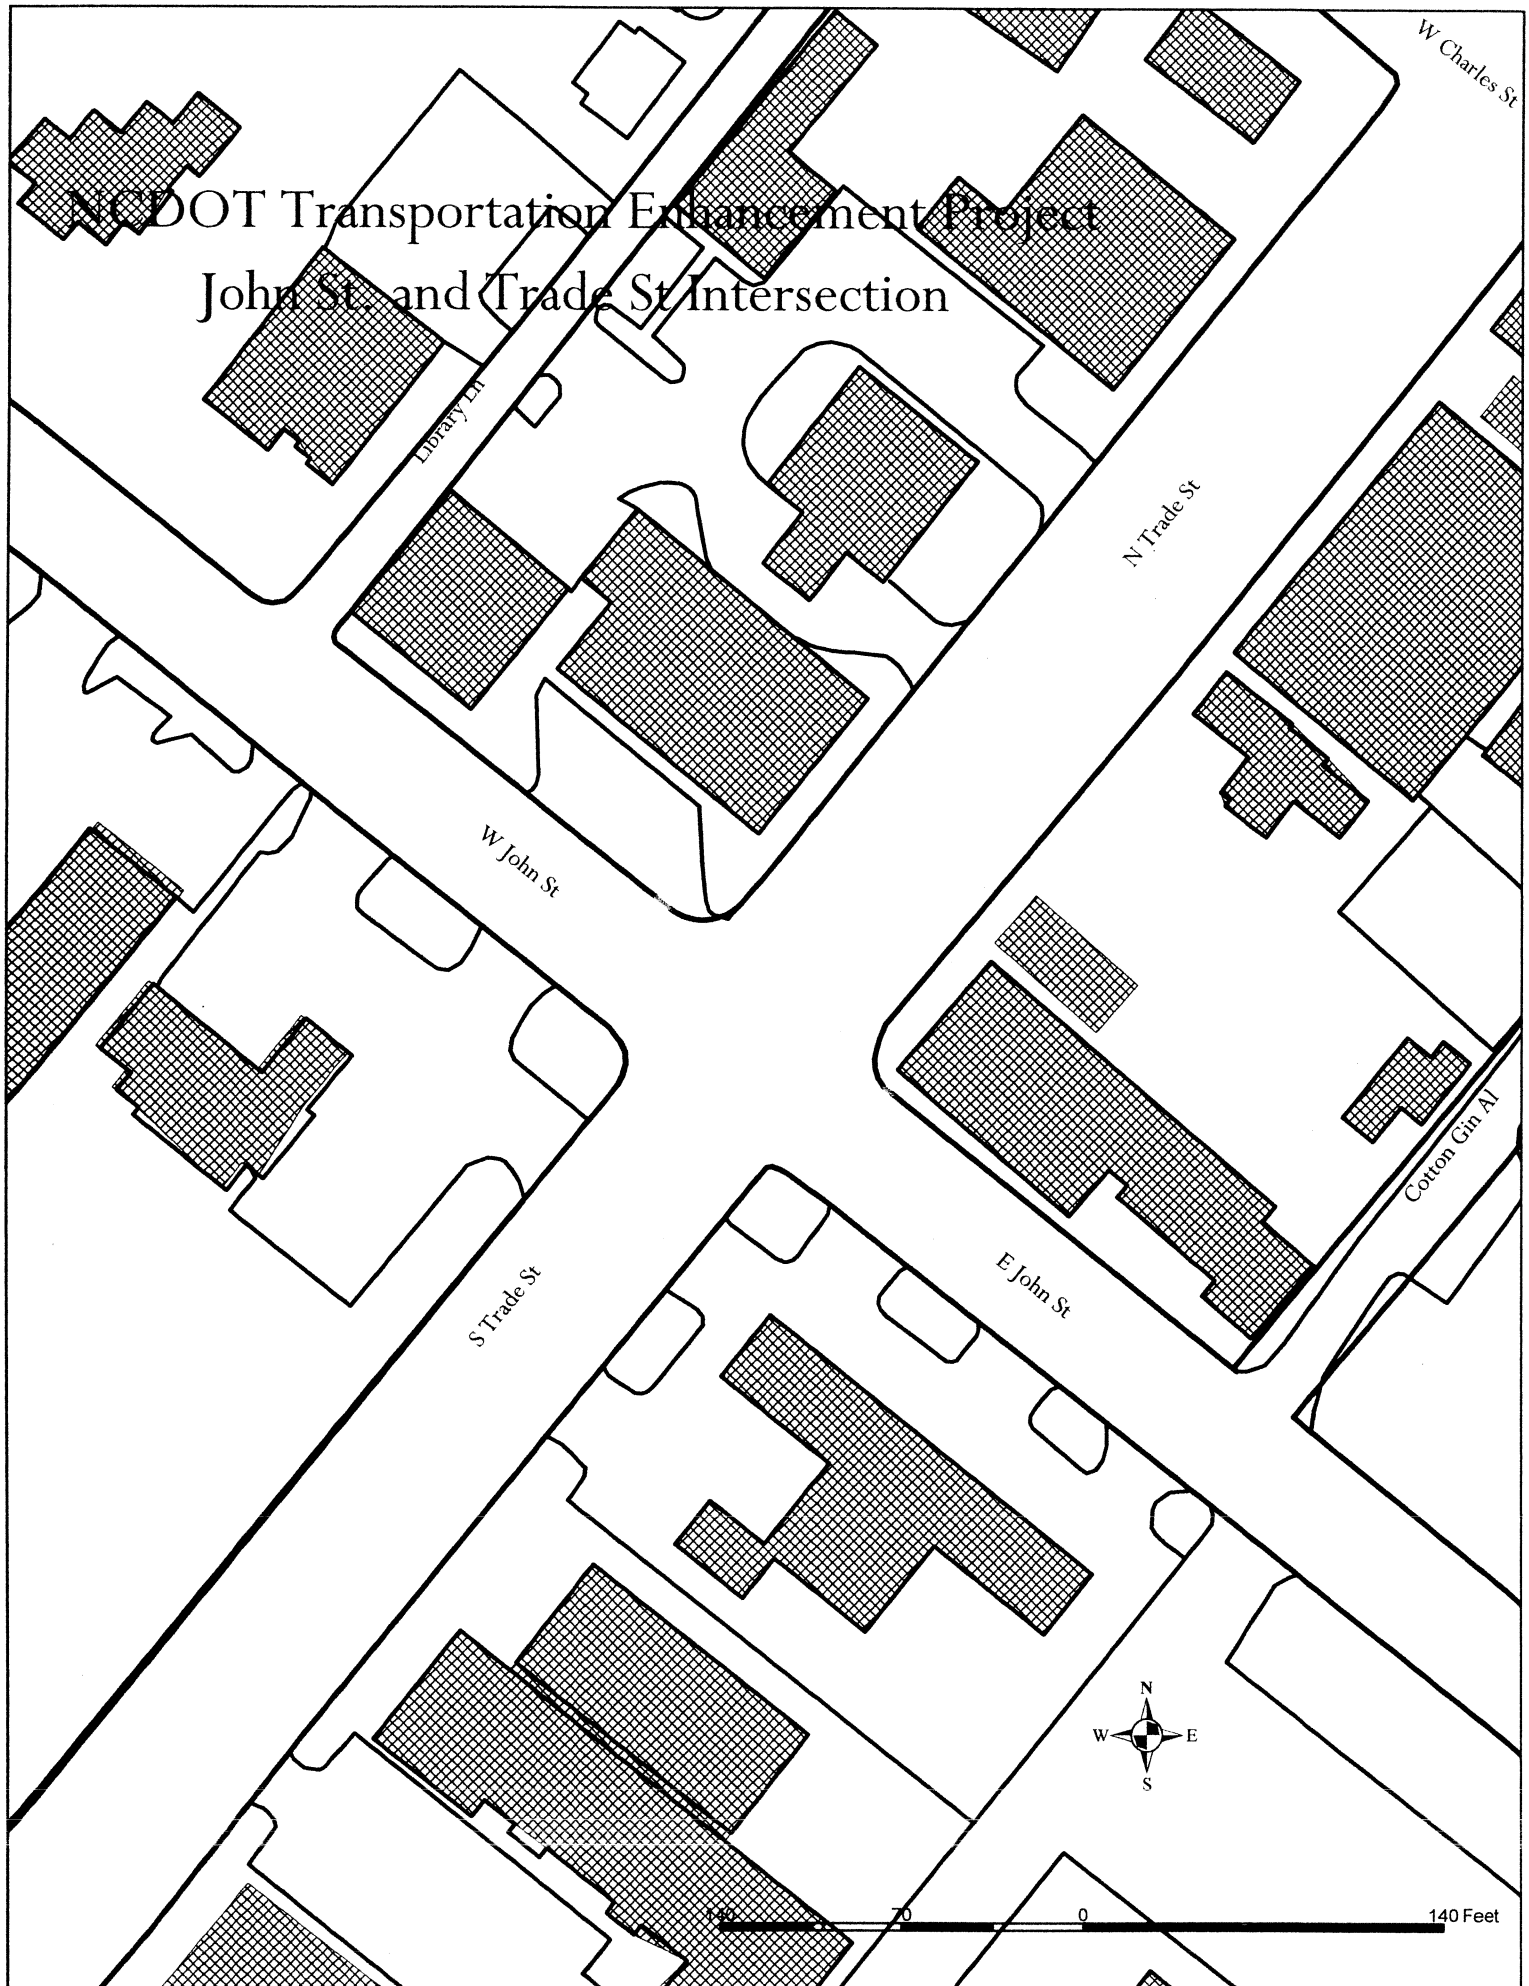 W Charles St
NCDOT Transportation Enhancement Project
John St. and Trade St Intersection
Library Ln
N Trade St
W John St
Cotton Gin Al
E John St
S Trade St
N
W E
S
140 70 0 140 Feet